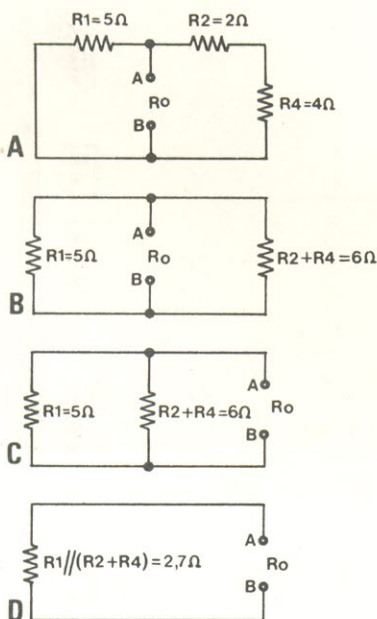 R1=5Ω R2=2Ω
A
Ro
B
R4=4Ω
A
A
R1=5Ω Ro
B
R2+R4=6Ω
B
A
R1=5Ω R2+R4=6Ω Ro
B
C
A
R1//(R2+R4)=2,7Ω Ro
B
D